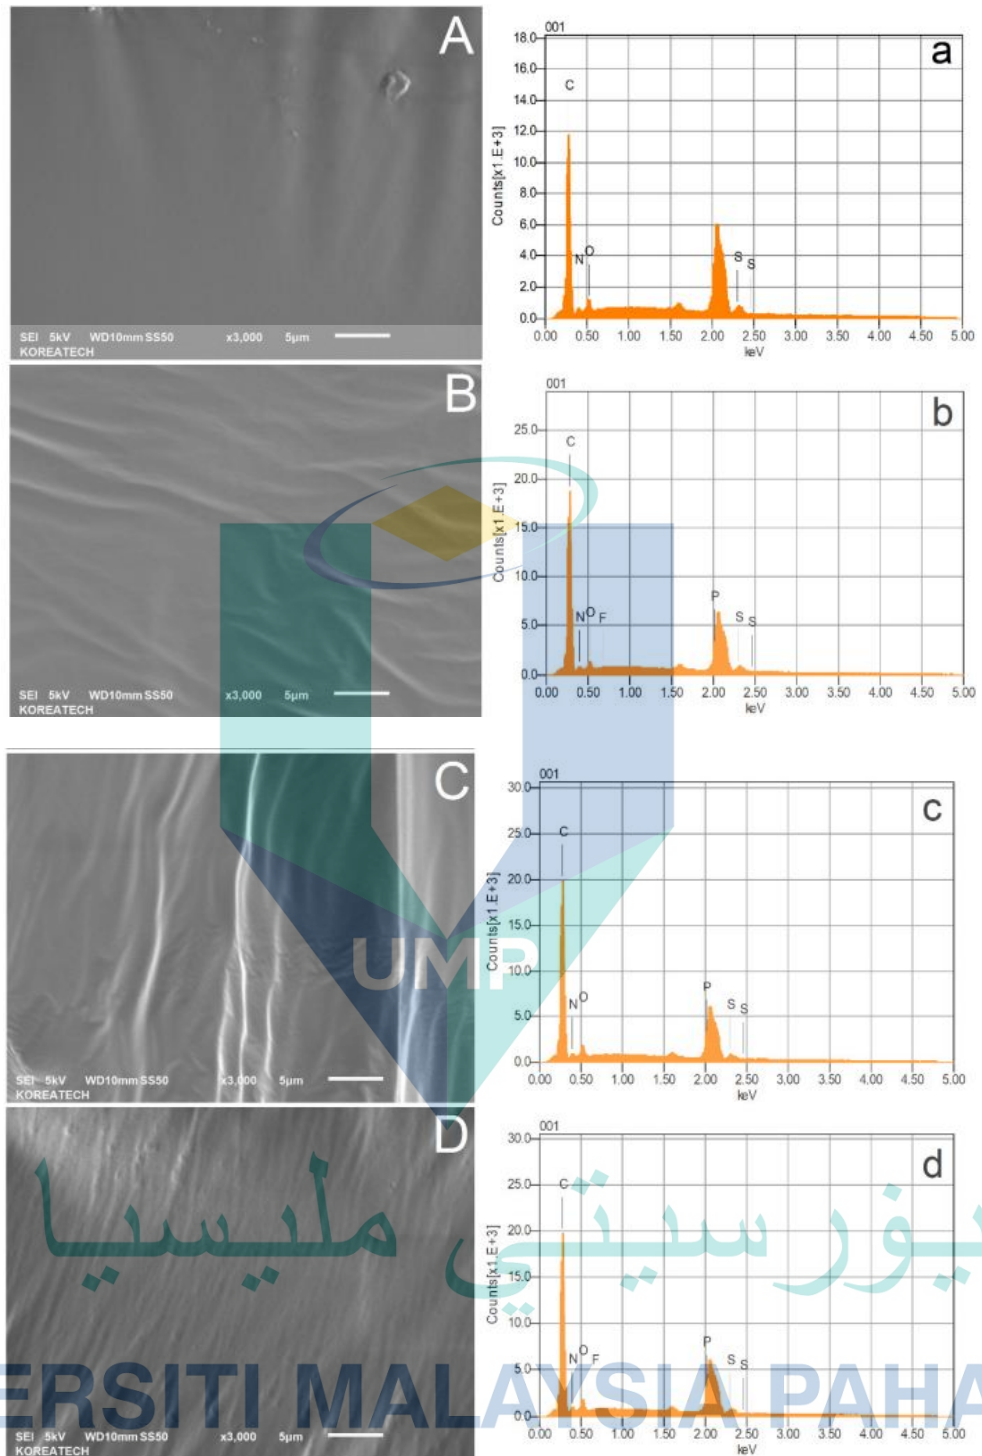 A
SEI 5kV WD10mm SS50 x3,000 5µm
KOREATECH
001
a
Counts[x1.E+3]
18.0
16.0
14.0
12.0
10.0
8.0
6.0
4.0
2.0
0.0
C
N O
S S
0.00 0.50 1.00 1.50 2.00 2.50 3.00 3.50 4.00 4.50 5.00
keV
B
SEI 5kV WD10mm SS50 x3,000 5µm
KOREATECH
001
b
Counts[x1.E+3]
25.0
20.0
15.0
10.0
5.0
0.0
C
N O F
P
S S
0.00 0.50 1.00 1.50 2.00 2.50 3.00 3.50 4.00 4.50 5.00
keV
C
SEI 5kV WD10mm SS50 x3,000 5µm
KOREATECH
001
c
Counts[x1.E+3]
30.0
25.0
20.0
15.0
10.0
5.0
0.0
C
N O
P
S S
0.00 0.50 1.00 1.50 2.00 2.50 3.00 3.50 4.00 4.50 5.00
keV
UMP
D
SEI 5kV WD10mm SS50 x3,000 5µm
KOREATECH
001
d
Counts[x1.E+3]
30.0
25.0
20.0
15.0
10.0
5.0
0.0
C
N O F
P
S S
0.00 0.50 1.00 1.50 2.00 2.50 3.00 3.50 4.00 4.50 5.00
keV
يۏرسيتي مليسيا
ERSITI MALAYSIA PAHA